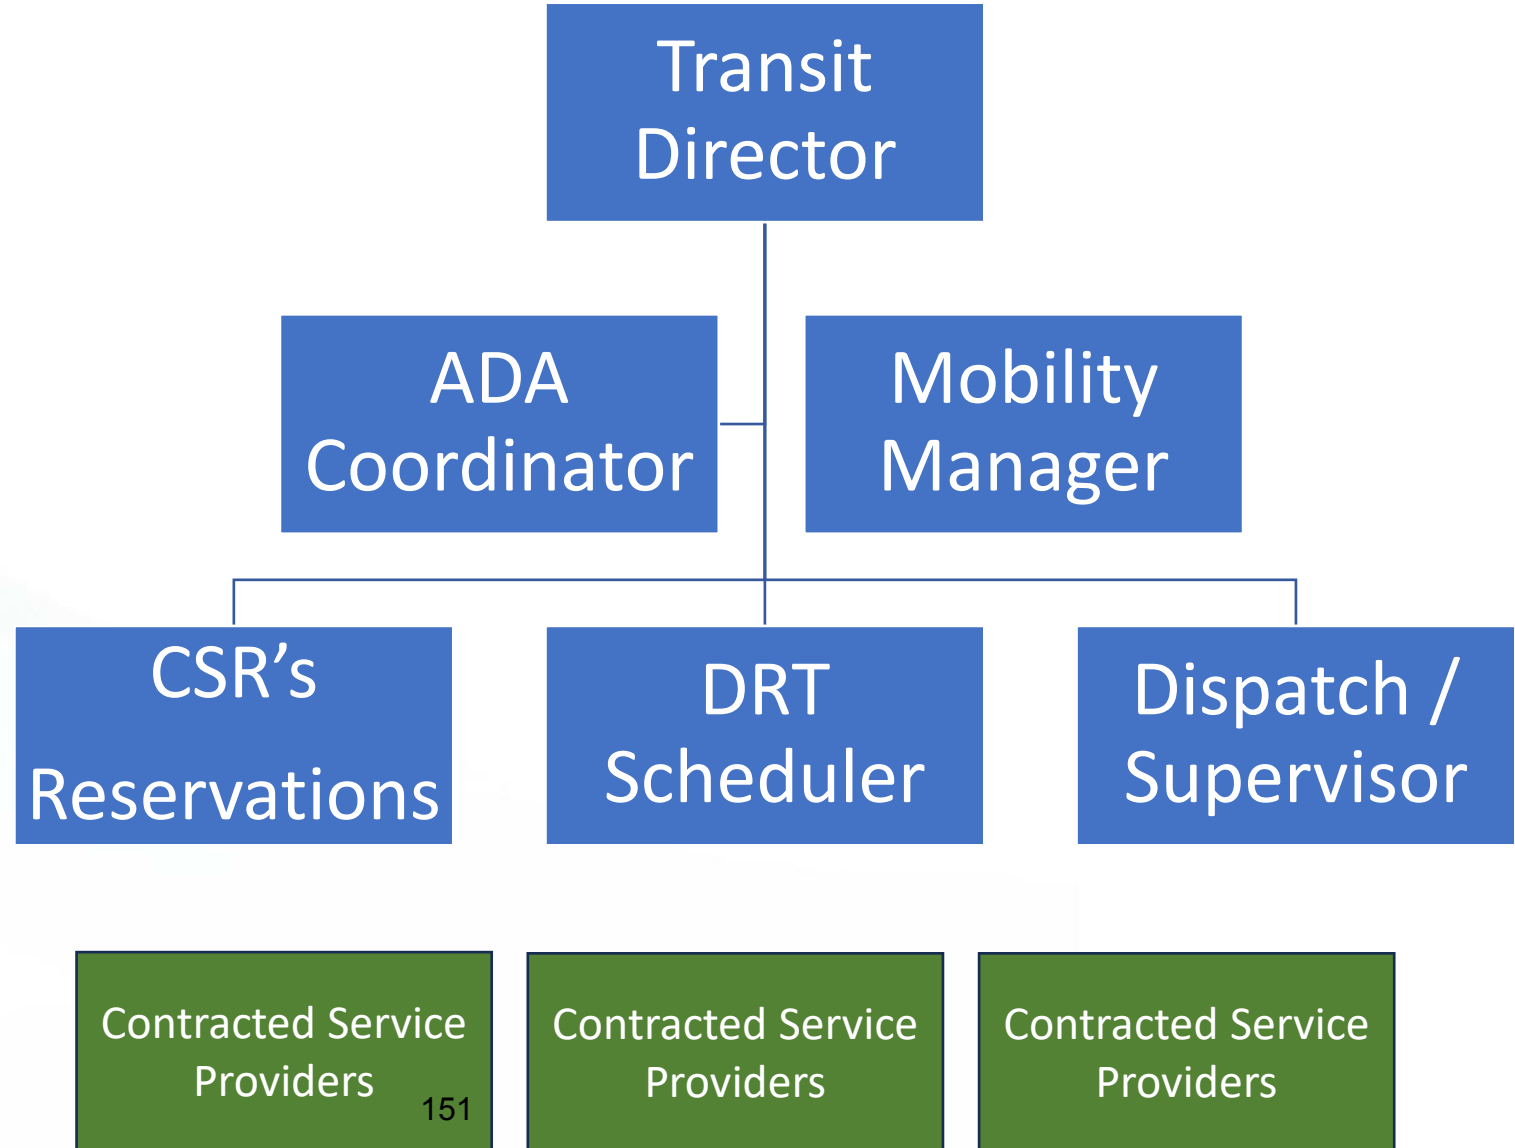 Transit
Director
ADA
Coordinator
Mobility
Manager
CSR’s
Reservations
DRT
Scheduler
Dispatch /
Supervisor
Contracted Service
Providers
151
Contracted Service
Providers
Contracted Service
Providers